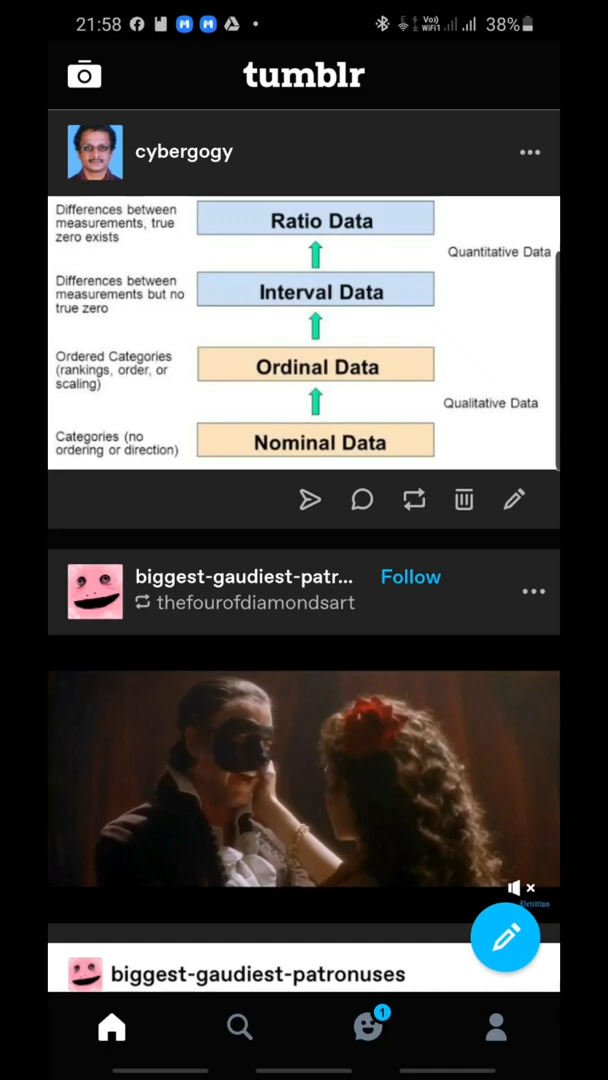 21:58
Vo))
WiFi1
38%
tumblr
cybergogy
Differences between
measurements, true
zero exists
Ratio Data
Quantitative Data
Differences between
measurements but no
true zero
Interval Data
Ordered Categories
(rankings, order, or
scaling)
Ordinal Data
Qualitative Data
Categories (no
ordering or direction)
Nominal Data
biggest-gaudiest-patr...
Follow
thefourofdiamondsart
biggest-gaudiest-patronuses
1